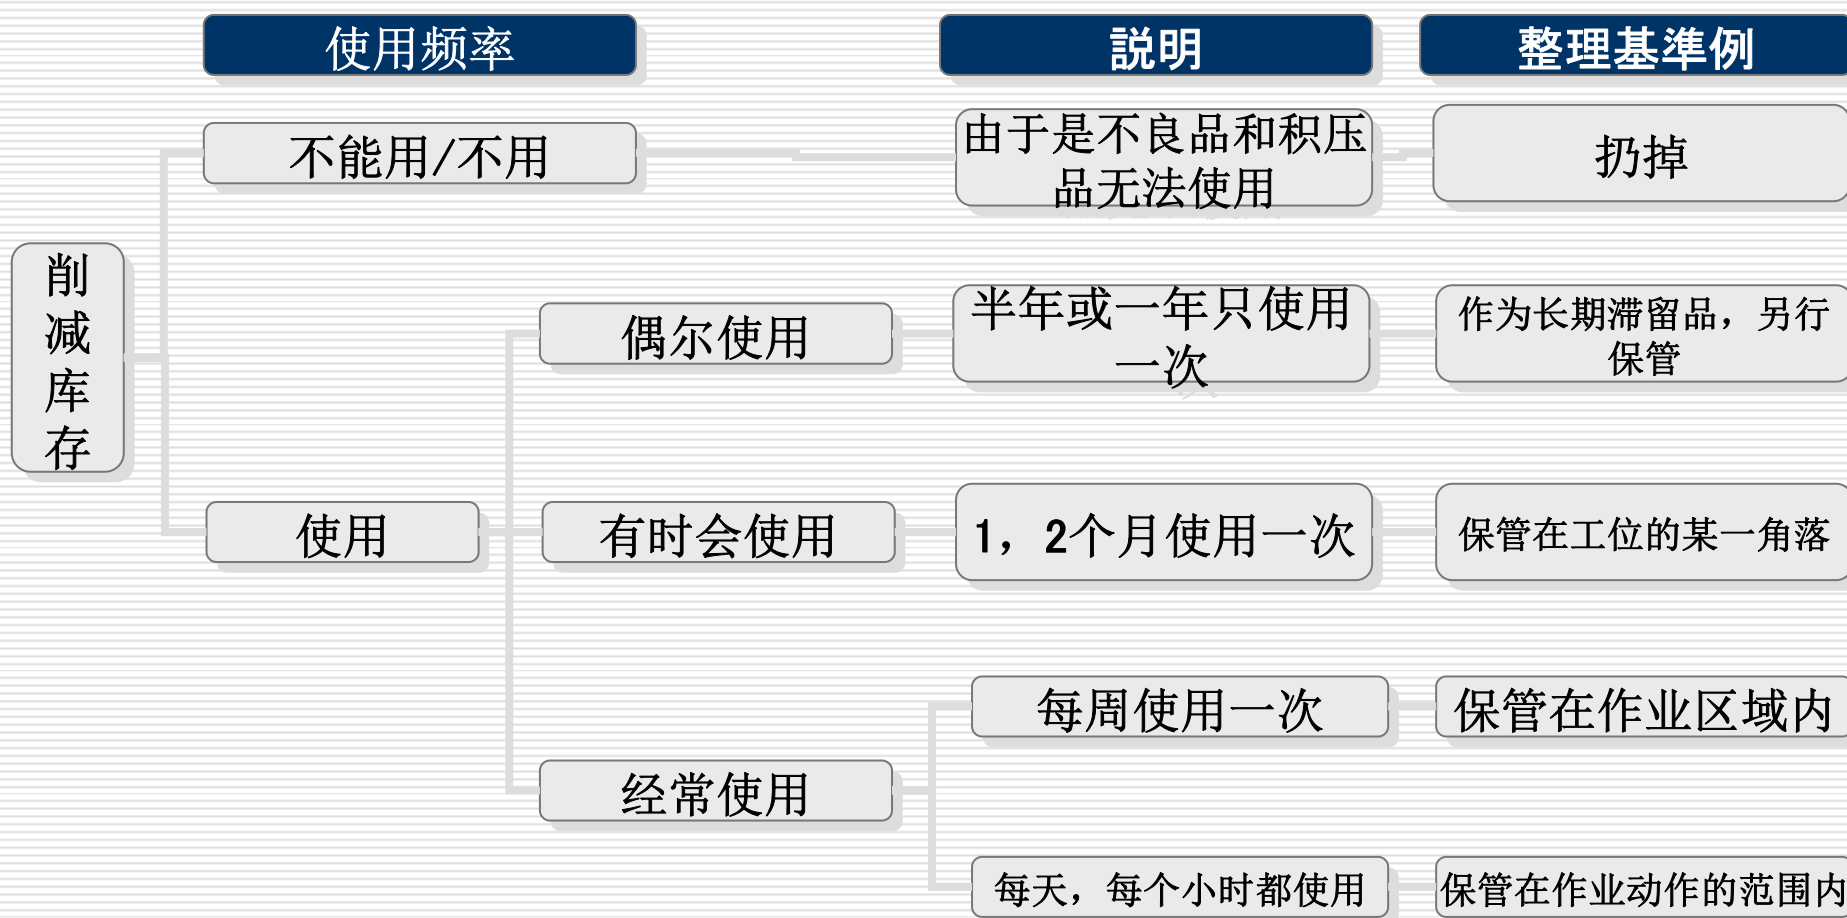 使用频率
説明
整理基準例
不能用/不用
由于是不良品和积压
品无法使用
扔掉
削
减
库
存
偶尔使用
半年或一年只使用
一次
作为长期滞留品，另行
保管
使用
有时会使用
1，2个月使用一次
保管在工位的某一角落
每周使用一次
保管在作业区域内
经常使用
每天，每个小时都使用
保管在作业动作的范围内